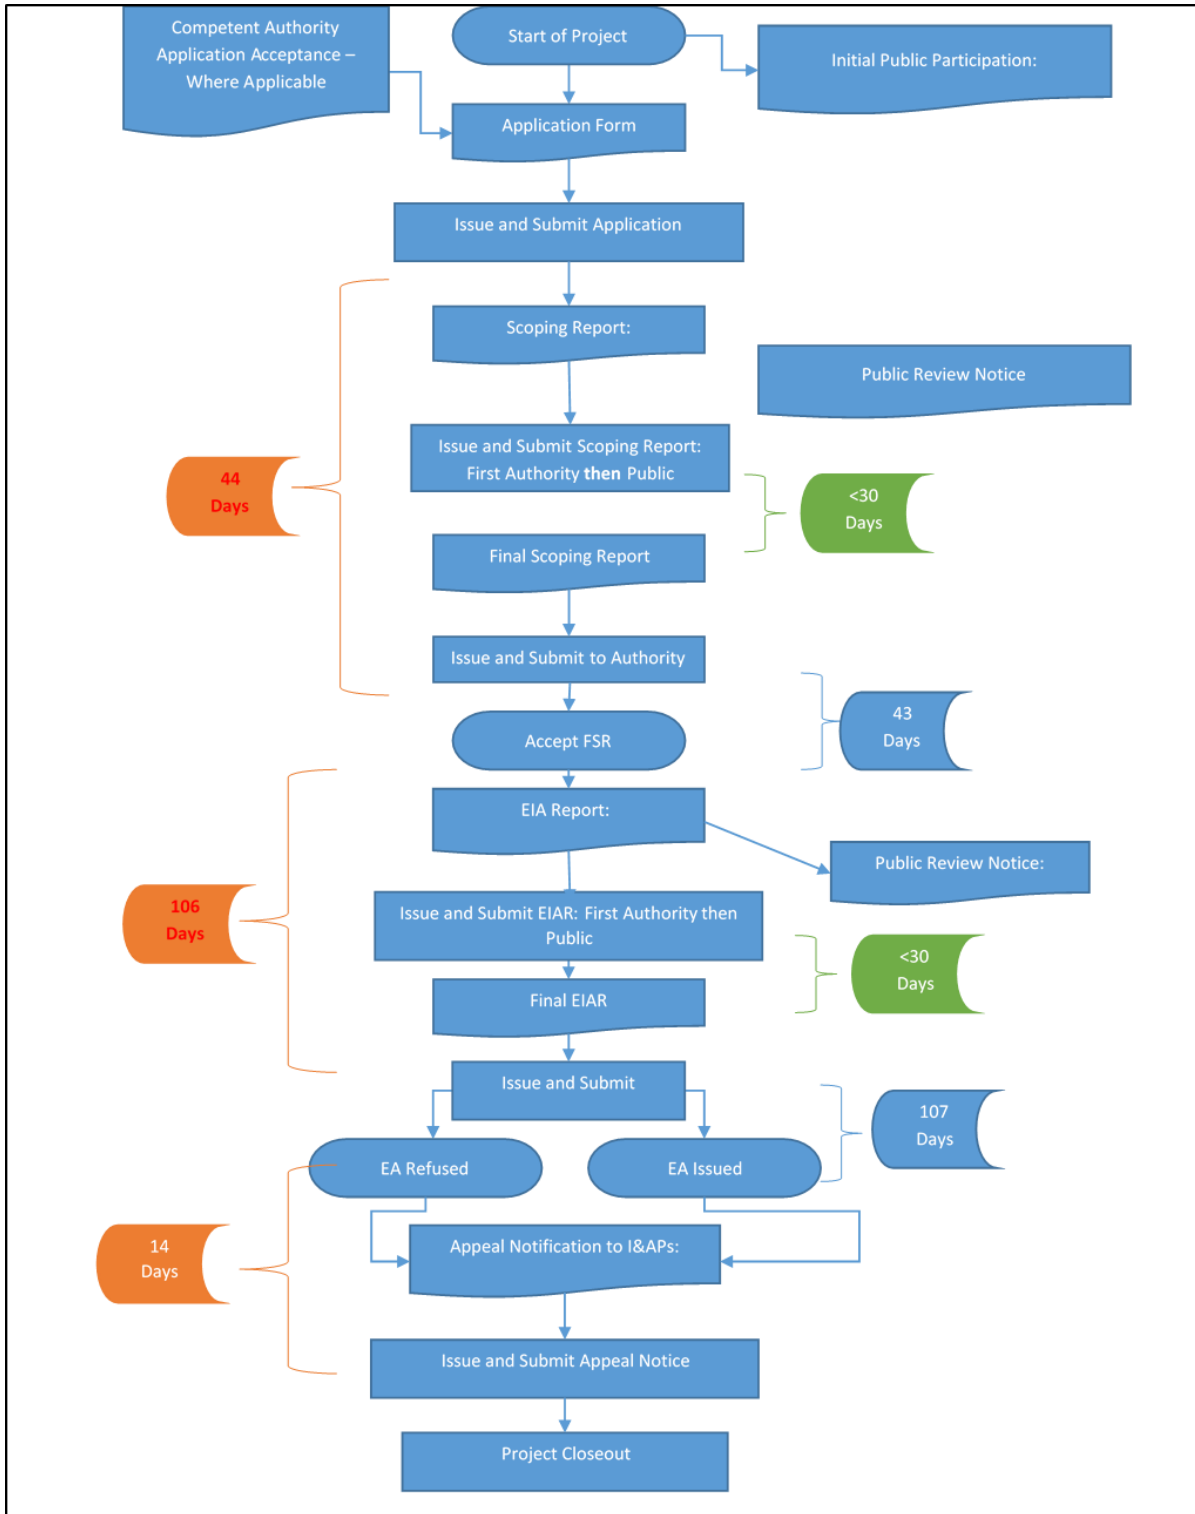 Competent Authority
Application Acceptance –
Where Applicable
Start of Project
Initial Public Participation:
Application Form
Issue and Submit Application
Scoping Report:
Public Review Notice
Issue and Submit Scoping Report:
First Authority then Public
44
Days
<30
Days
Final Scoping Report
Issue and Submit to Authority
43
Days
Accept FSR
EIA Report:
Public Review Notice:
106
Days
Issue and Submit EIAR: First Authority then
Public
<30
Days
Final EIAR
Issue and Submit
107
Days
EA Refused
EA Issued
14
Days
Appeal Notification to I&APs:
Issue and Submit Appeal Notice
Project Closeout